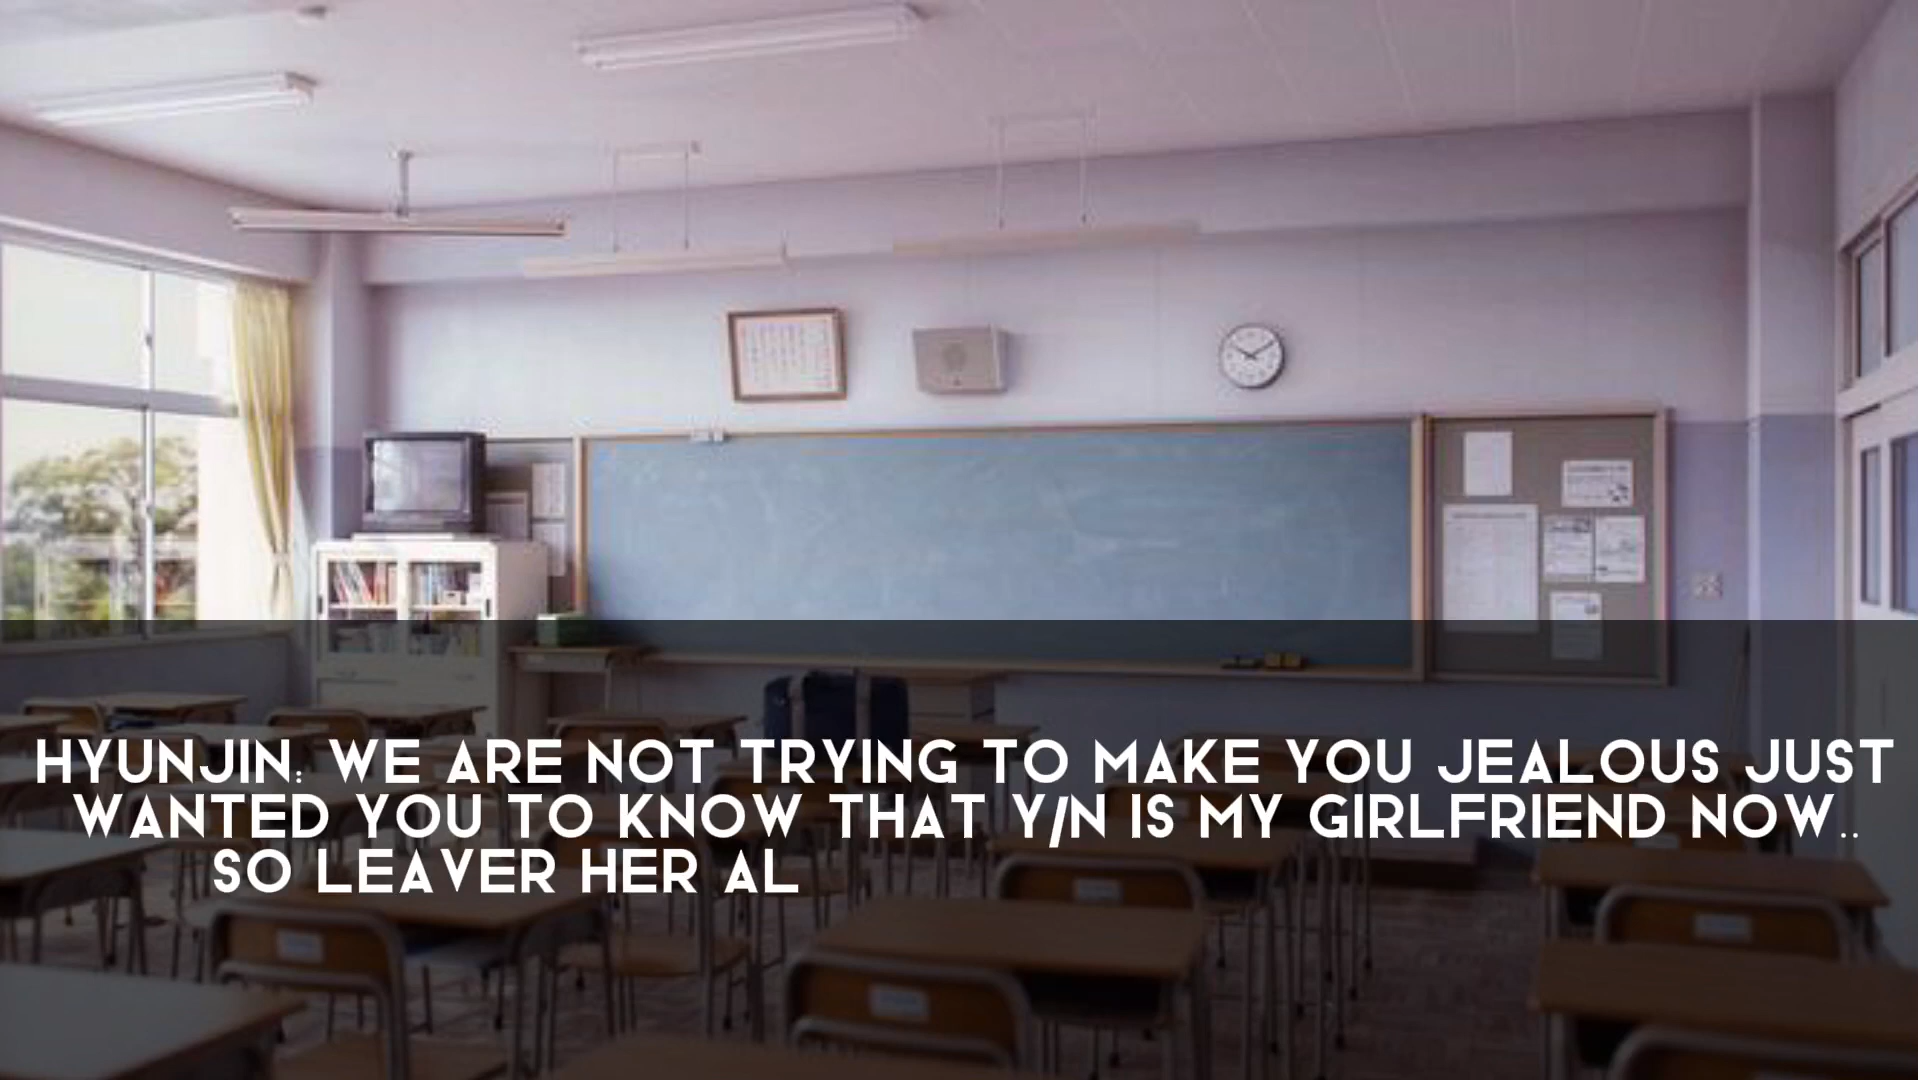 HYUNJIN: WE ARE NOT TRYING TO MAKE YOU JEALOUS JUST
WANTED YOU TO KNOW THAT Y/N IS MY GIRLFRIEND NOW..
SO LEAVER HER AL